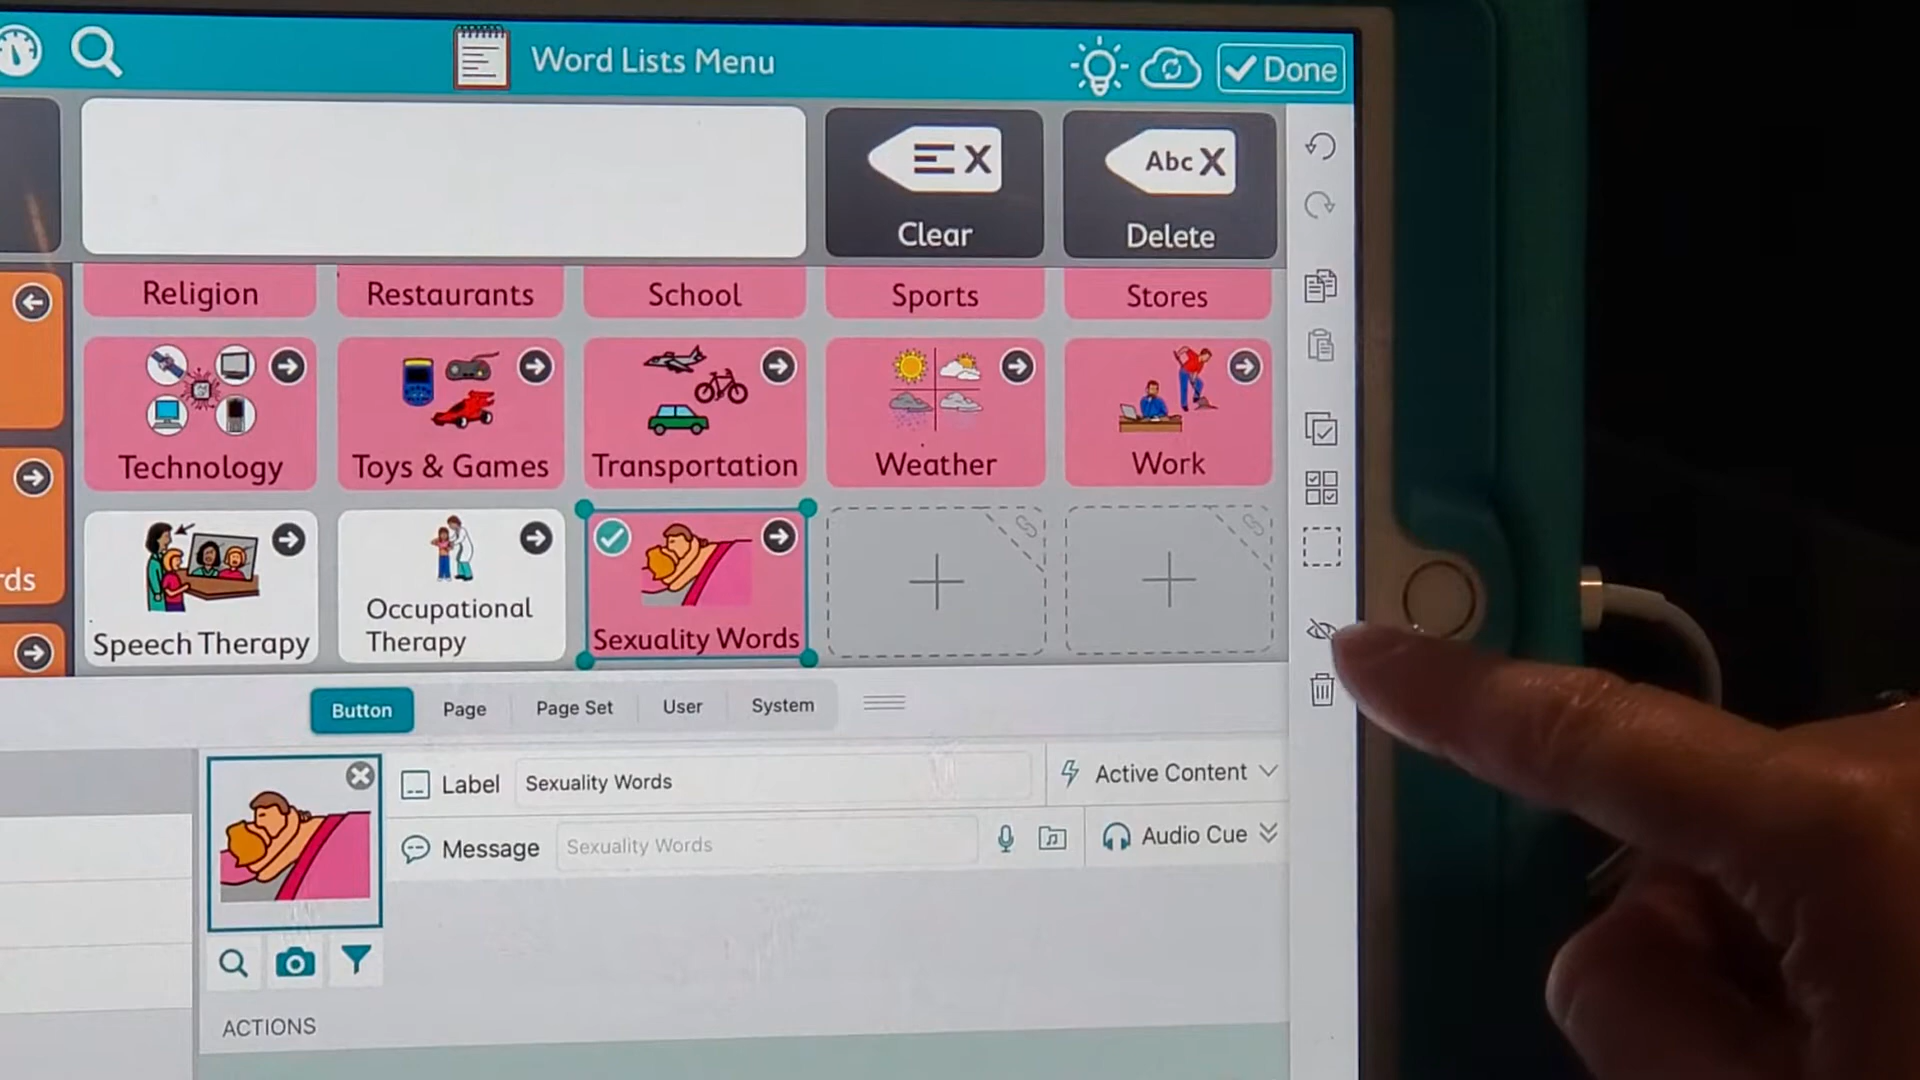 Word Lists Menu
Done
X
Clear
Abc X
Delete
Religion
Restaurants
School
Sports
Stores
Technology
Toys & Games
Transportation
Weather
Work
rds
Speech Therapy
Occupational
Therapy
Sexuality Words
Button
Page
Page Set
User
System
Label
Sexuality Words
Active Content
Message
Sexuality Words
Audio Cue
ACTIONS